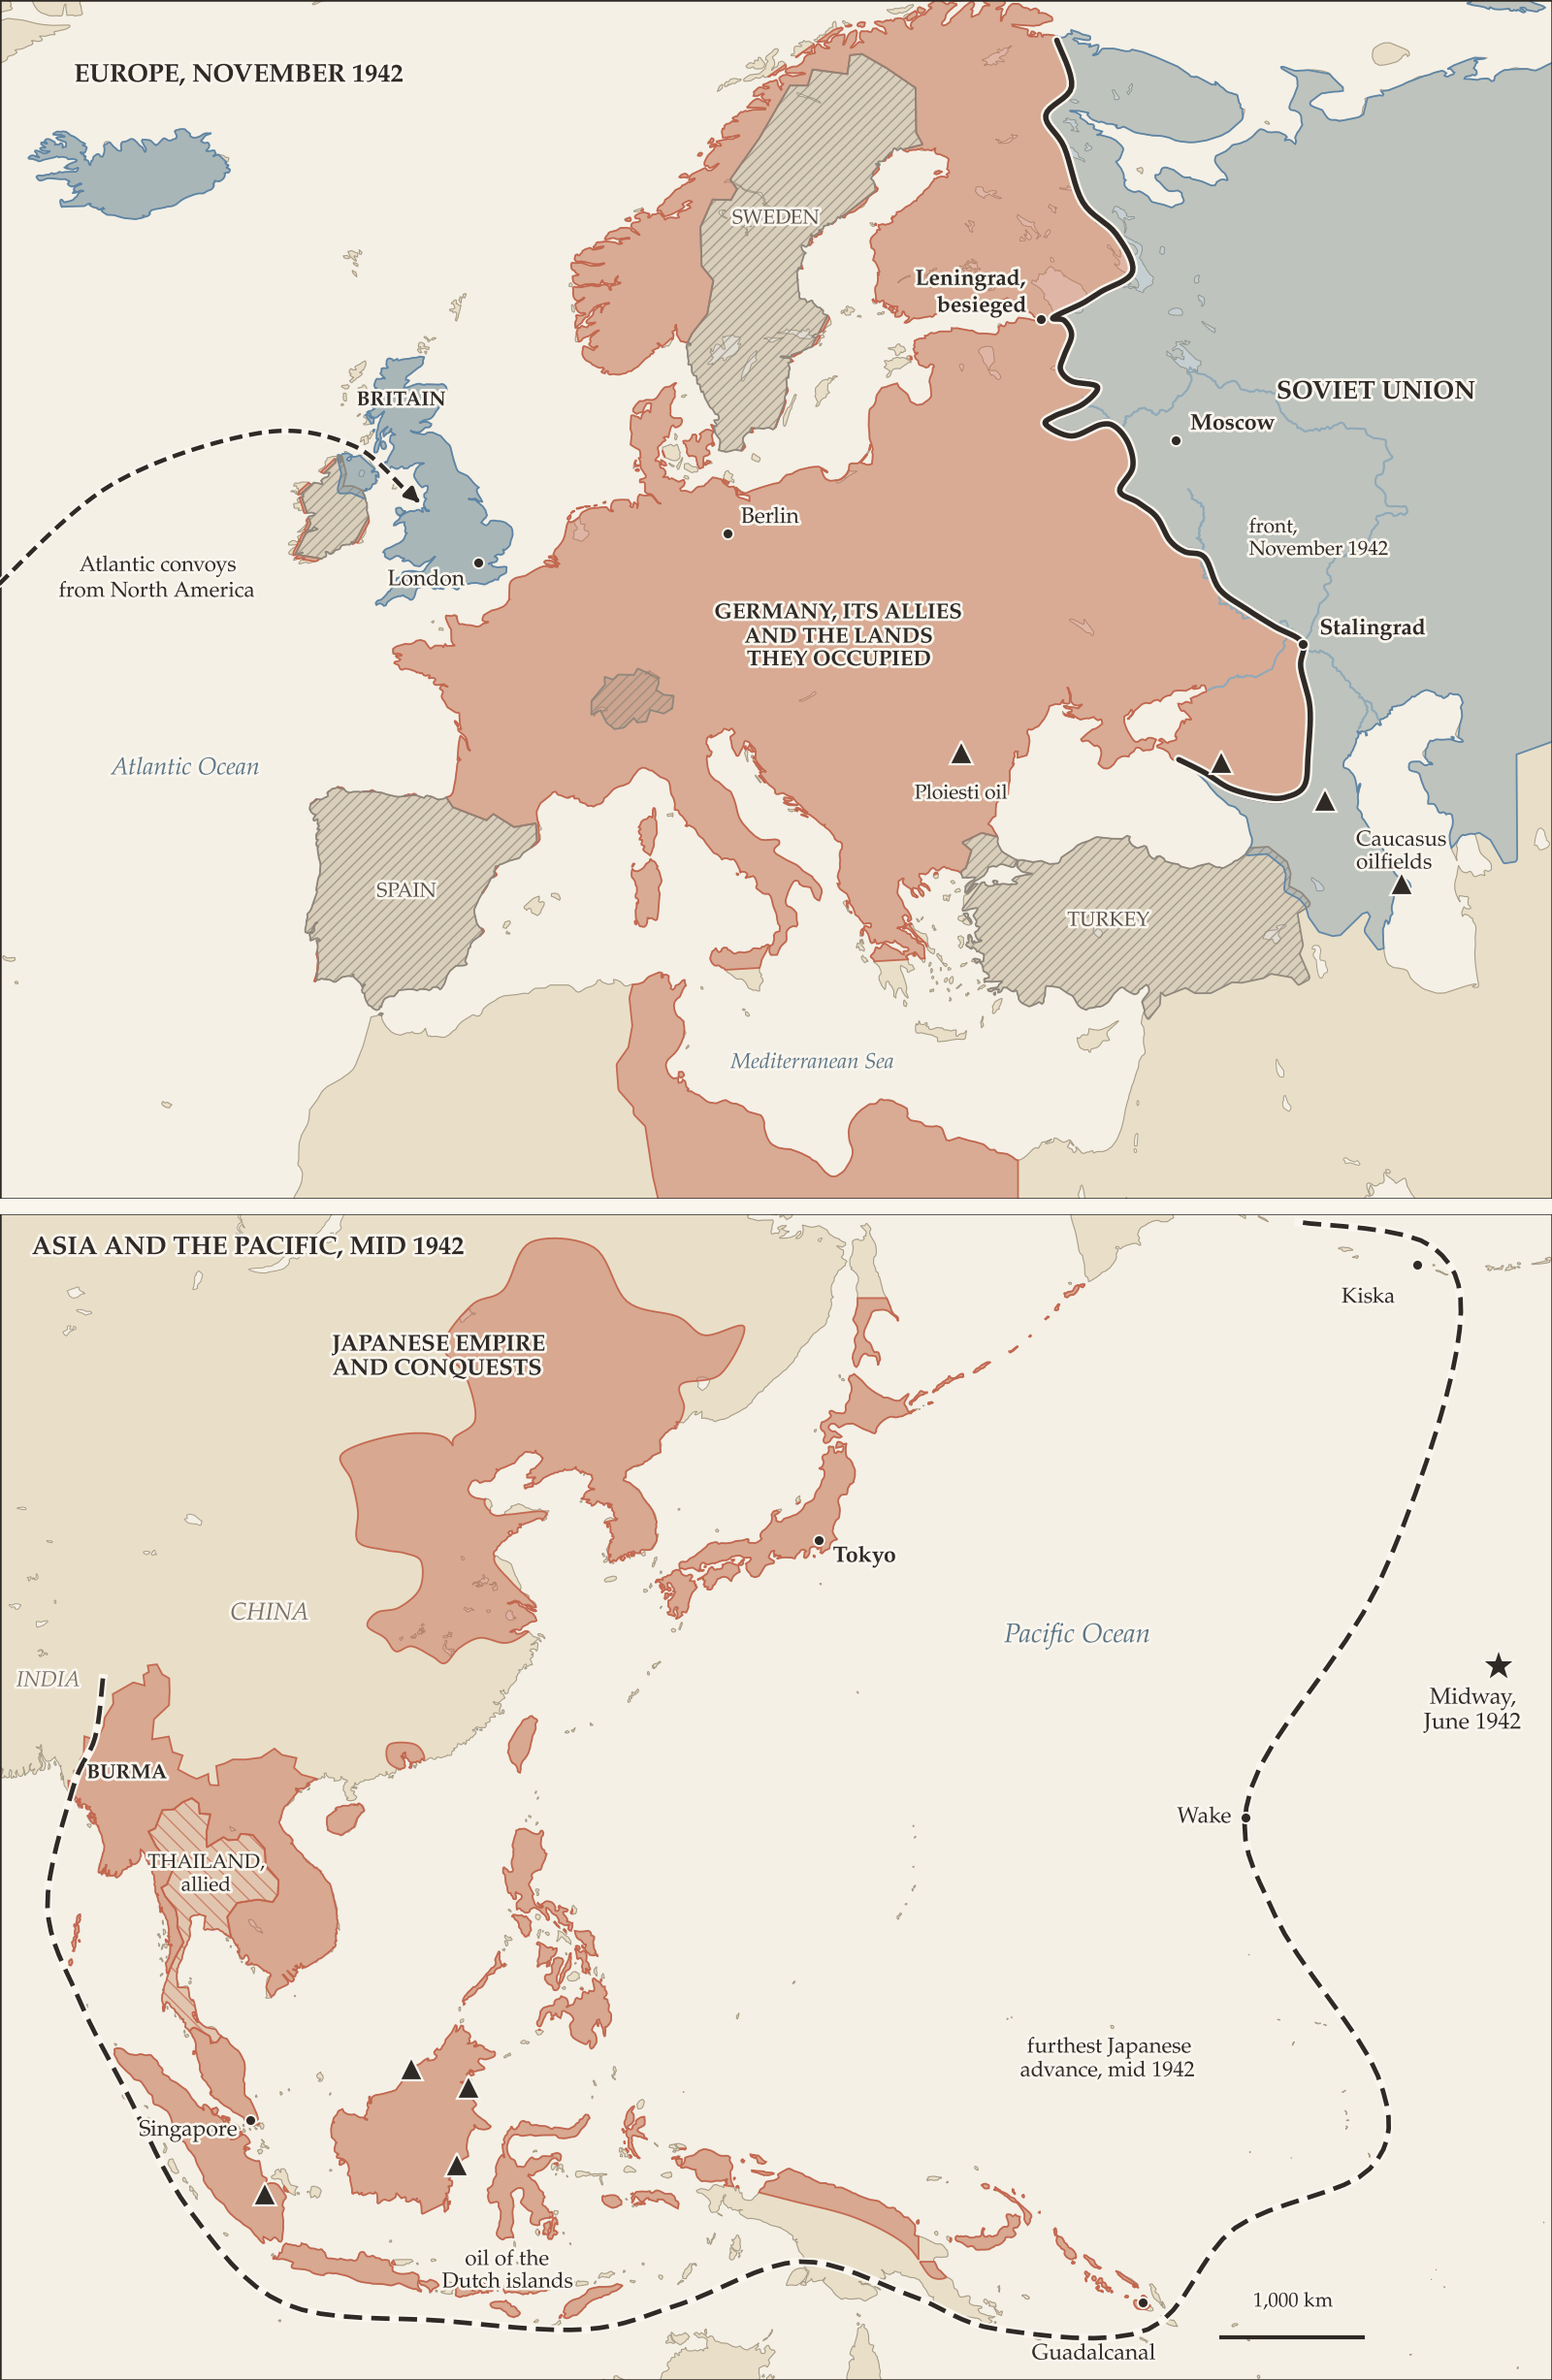 EUROPE, NOVEMBER 1942
SWEDEN
Leningrad,
besieged
BRITAIN
SOVIET UNION
Moscow
Berlin
front,
November 1942
Atlantic convoys
from North America
London
GERMANY, ITS ALLIES
AND THE LANDS
THEY OCCUPIED
Stalingrad
Atlantic Ocean
Ploiesti oil
Caucasus
oilfields
SPAIN
TURKEY
Mediterranean Sea
ASIA AND THE PACIFIC, MID 1942
Kiska
JAPANESE EMPIRE
AND CONQUESTS
Tokyo
CHINA
Pacific Ocean
INDIA
Midway,
June 1942
BURMA
Wake
THAILAND,
allied
furthest Japanese
advance, mid 1942
Singapore
oil of the
Dutch islands
1,000 km
Guadalcanal